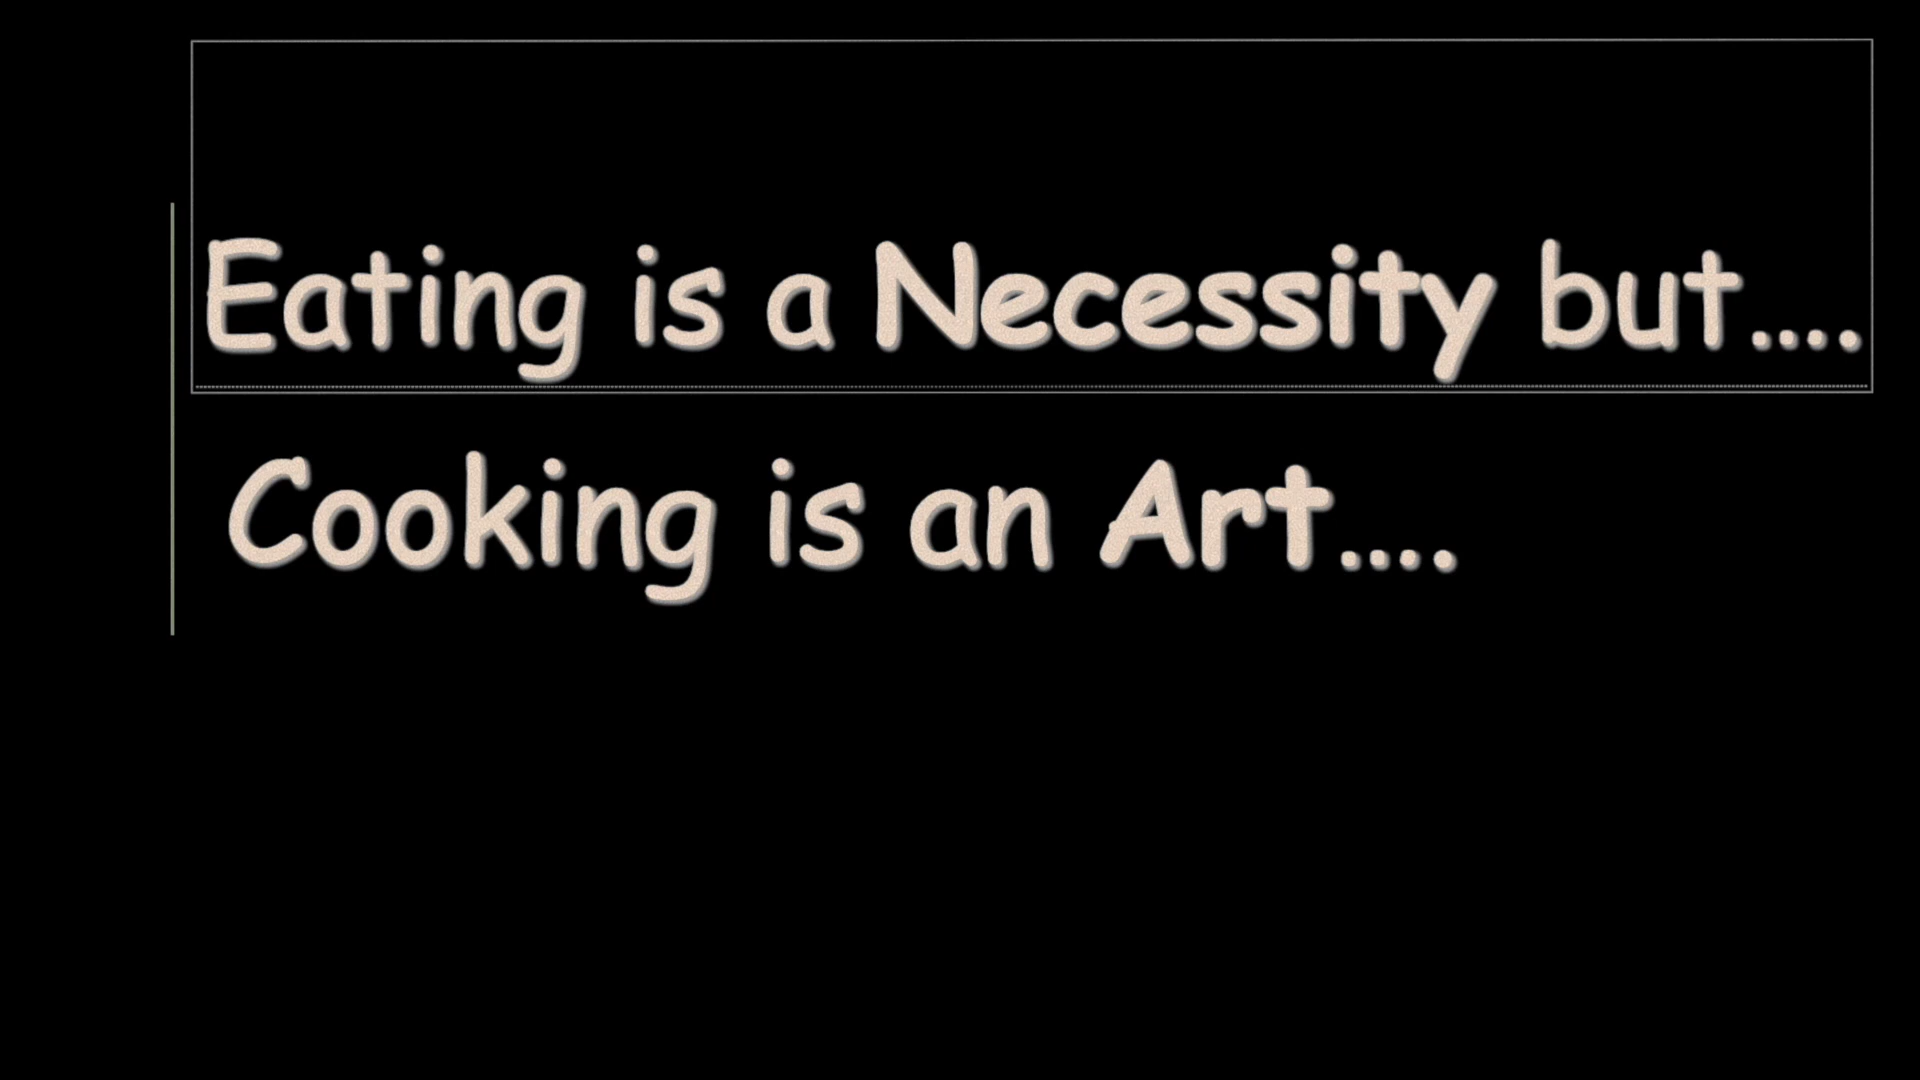 Eating is a Necessity but....
Cooking is an Art....